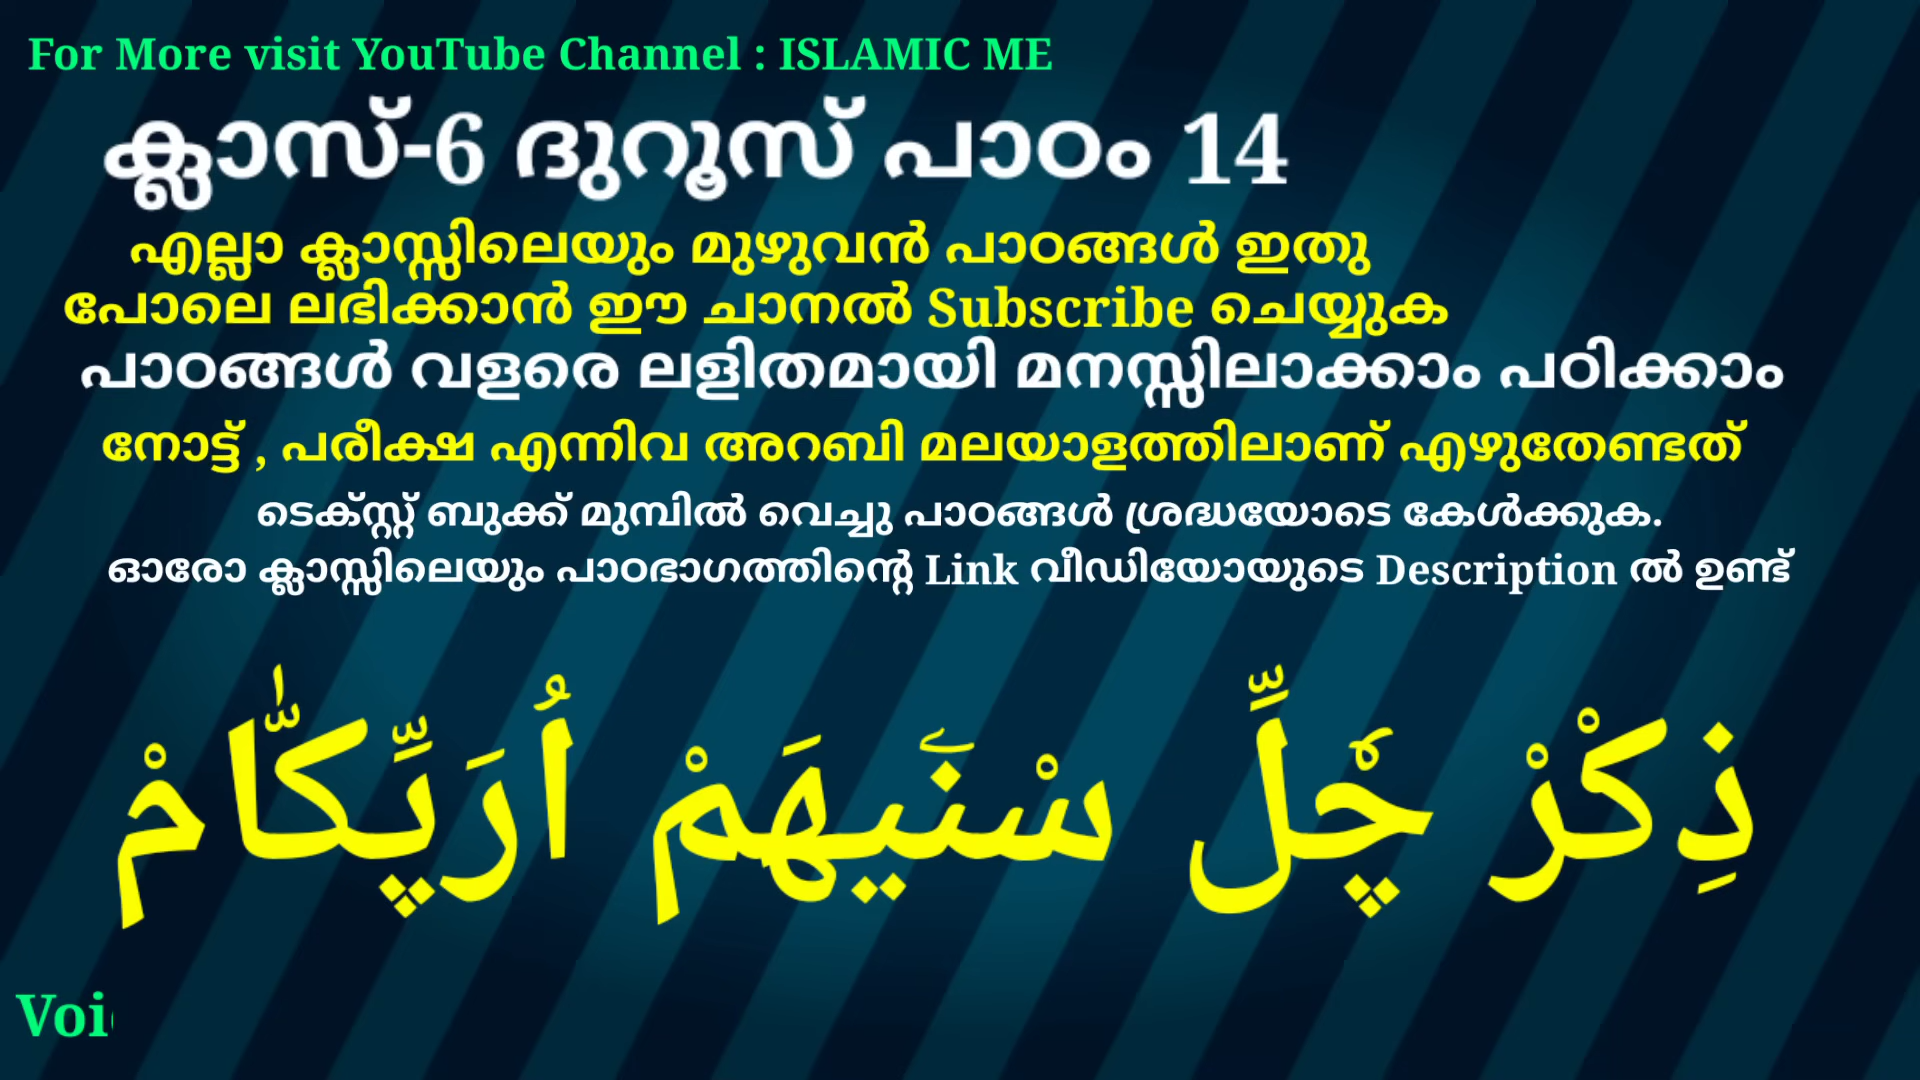 For More visit YouTube Channel : ISLAMIC ME
ക്ലാസ്-6 ദുറൂസ് പാഠം 14
എല്ലാ ക്ലാസ്സിലെയും മുഴുവൻ പാഠങ്ങൾ ഇതു
പോലെ ലഭിക്കാൻ ഈ ചാനൽ Subscribe ചെയ്യുക
പാഠങ്ങൾ വളരെ ലളിതമായി മനസ്സിലാക്കാം പഠിക്കാം
നോട്ട് , പരീക്ഷ എന്നിവ അറബി മലയാളത്തിലാണ് എഴുതേണ്ടത്
ടെക്സ്റ്റ് ബുക്ക് മുമ്പിൽ വെച്ചു പാഠങ്ങൾ ശ്രദ്ധയോടെ കേൾക്കുക.
ഓരോ ക്ലാസ്സിലെയും പാഠഭാഗത്തിന്റെ Link വീഡിയോയുടെ Description ൽ ഉണ്ട്
ذِكْرْ چٗلِّ سْنَٰيهَمْ اُرَپِّكّٰامْ
Voi